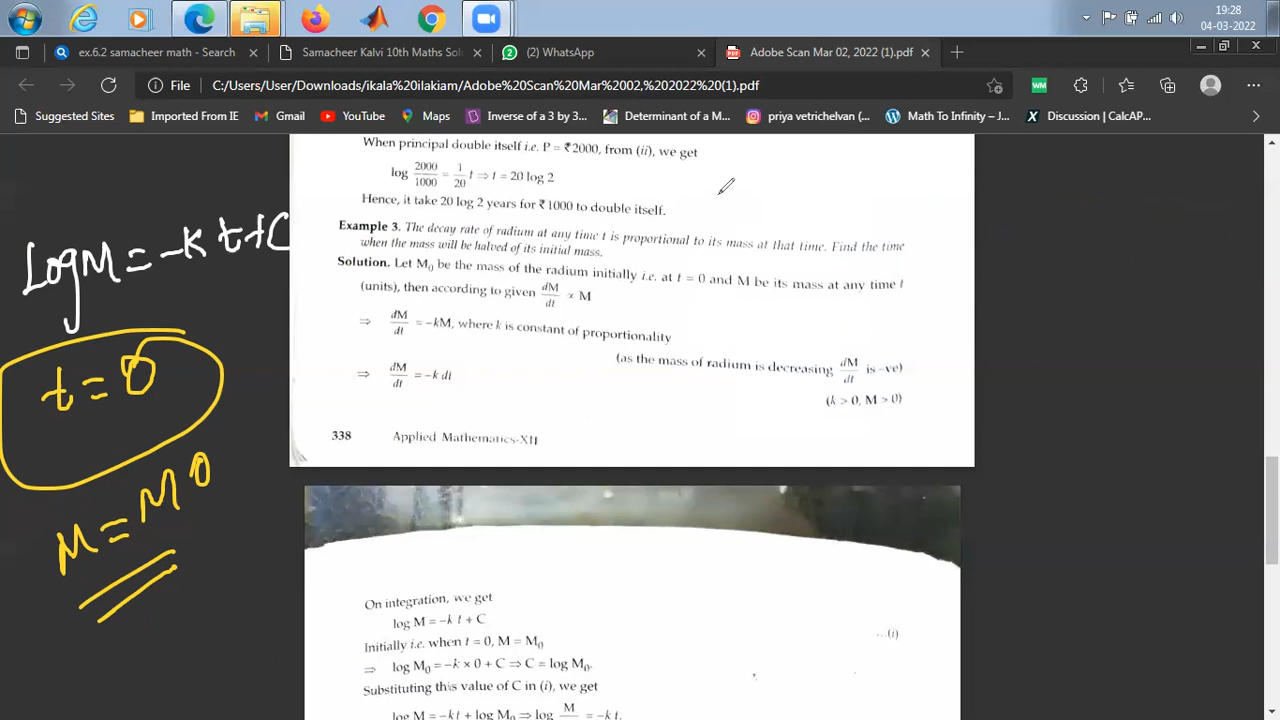 19:28
04-03-2022
ex.6.2 samacheer math - Search
Samacheer Kalvi 10th Maths Sol
(2) WhatsApp
Adobe Scan Mar 02, 2022 (1).pdf
File
C:/Users/User/Downloads/ikala%20ilakiam/Adobe%20Scan%20Mar%2002,%202022%20(1).pdf
Suggested Sites
Imported From IE
Gmail
YouTube
Maps
Inverse of a 3 by 3...
Determinant of a M...
priya vetrichelvan (...
Math To Infinity – J...
Discussion | CalcAP...
When principal double itself i.e. P = ₹2000, from (ii), we get
log 2000/1000 = 1/20 t ⇒ t = 20 log 2
Hence, it take 20 log 2 years for ₹1000 to double itself.
Example 3. The decay rate of radium at any time t is proportional to its mass at that time. Find the time
when the mass will be halved of its initial mass.
Solution. Let M₀ be the mass of the radium initially i.e. at t = 0 and M be its mass at any time t
(units), then according to given dM/dt ∝ M
⇒ dM/dt = –kM, where k is constant of proportionality
(as the mass of radium is decreasing dM/dt is –ve)
⇒ dM/dt = –k dt
(k > 0, M > 0)
338 Applied Mathematics-XII
Log M = -k t + C
t = 0
M = M0
On integration, we get
log M = –k t + C ...(i)
Initially i.e. when t = 0, M = M₀
⇒ log M₀ = –k × 0 + C ⇒ C = log M₀.
Substituting this value of C in (i), we get
log M = –kt + log M₀ ⇒ log M/ = –kt.